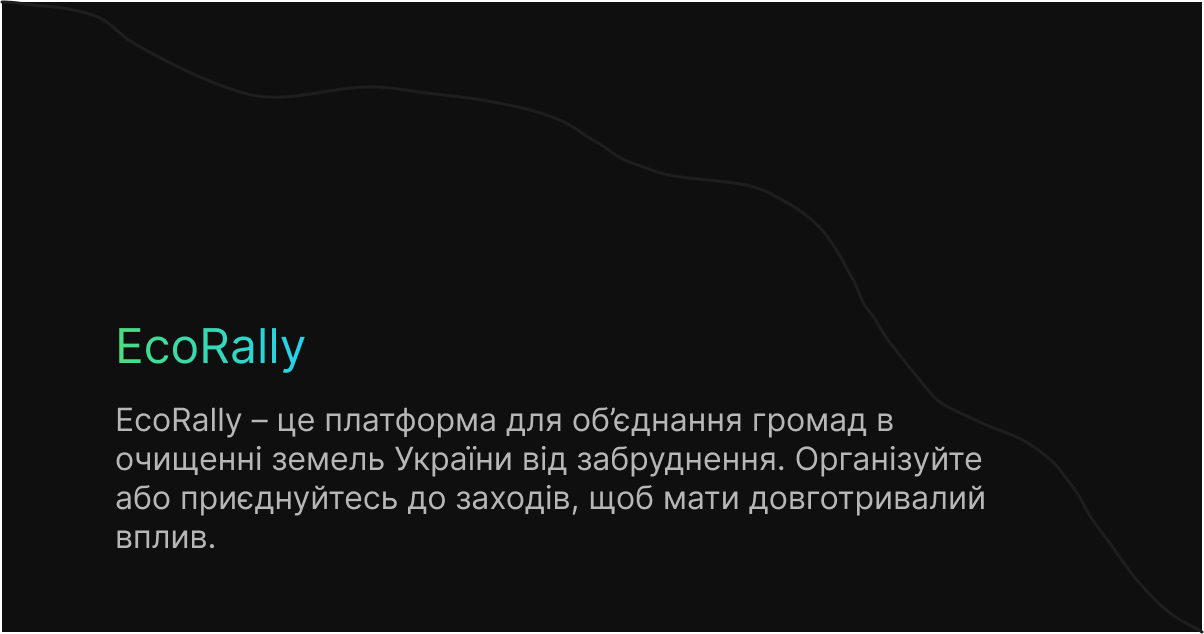 EcoRally
EcoRally – це платформа для об’єднання громад в
очищенні земель України від забруднення. Організуйте
або приєднуйтесь до заходів, щоб мати довготривалий
вплив.